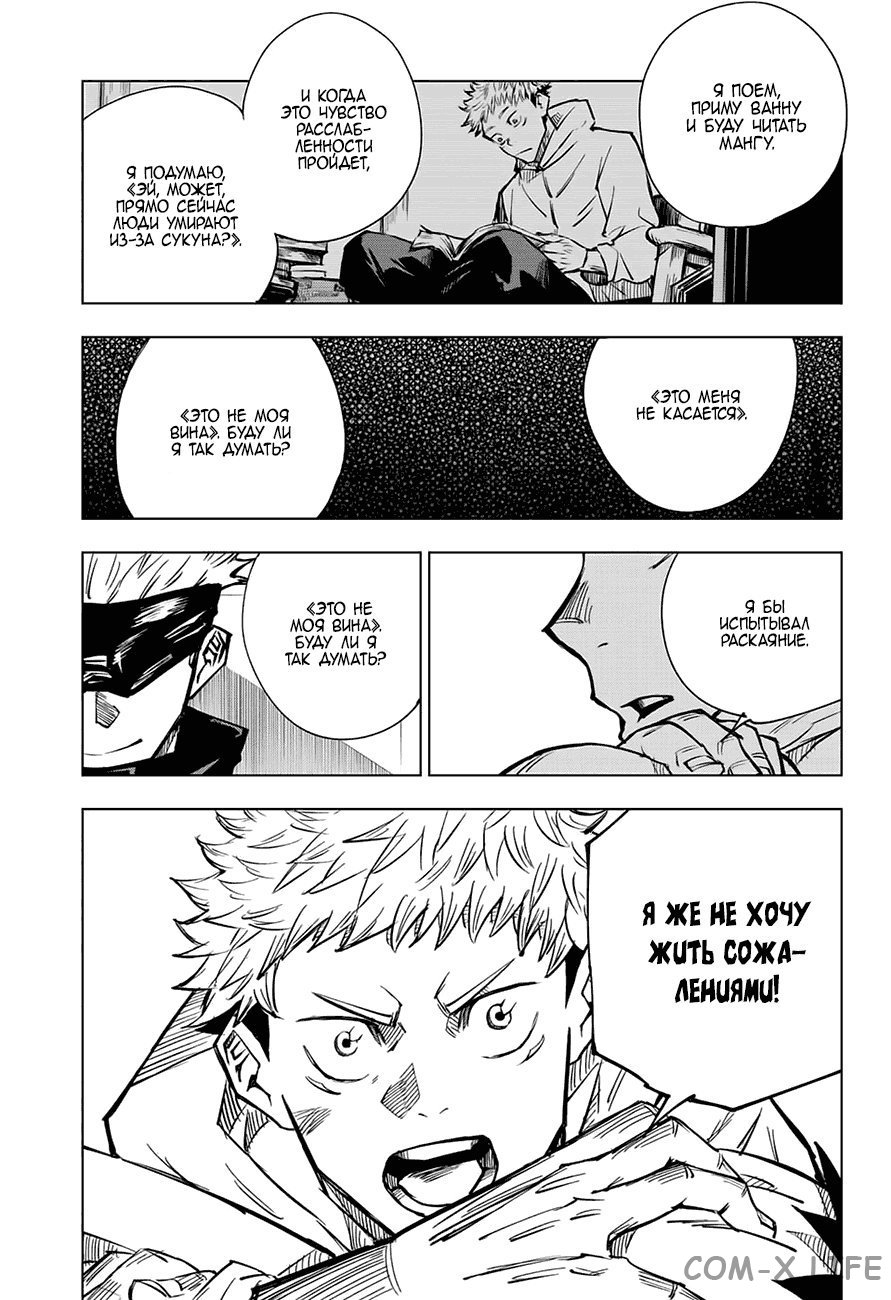 Я ПОЕМ,
ПРИМУ ВАННУ
И БУДУ ЧИТАТЬ
МАНГУ.
И КОГДА
ЭТО ЧУВСТВО
РАССЛАБ-
ЛЕННОСТИ
ПРОЙДЕТ,
Я ПОДУМАЮ,
«ЭЙ, МОЖЕТ,
ПРЯМО СЕЙЧАС
ЛЮДИ УМИРАЮТ
ИЗ-ЗА СУКУНА?».
«ЭТО МЕНЯ
НЕ КАСАЕТСЯ».
«ЭТО НЕ МОЯ
ВИНА». БУДУ ЛИ
Я ТАК ДУМАТЬ?
Я БЫ
ИСПЫТЫВАЛ
РАСКАЯНИЕ.
«ЭТО НЕ
МОЯ ВИНА».
БУДУ ЛИ Я
ТАК ДУМАТЬ?
Я ЖЕ НЕ ХОЧУ
ЖИТЬ СОЖА-
ЛЕНИЯМИ!
COM-X LIFE